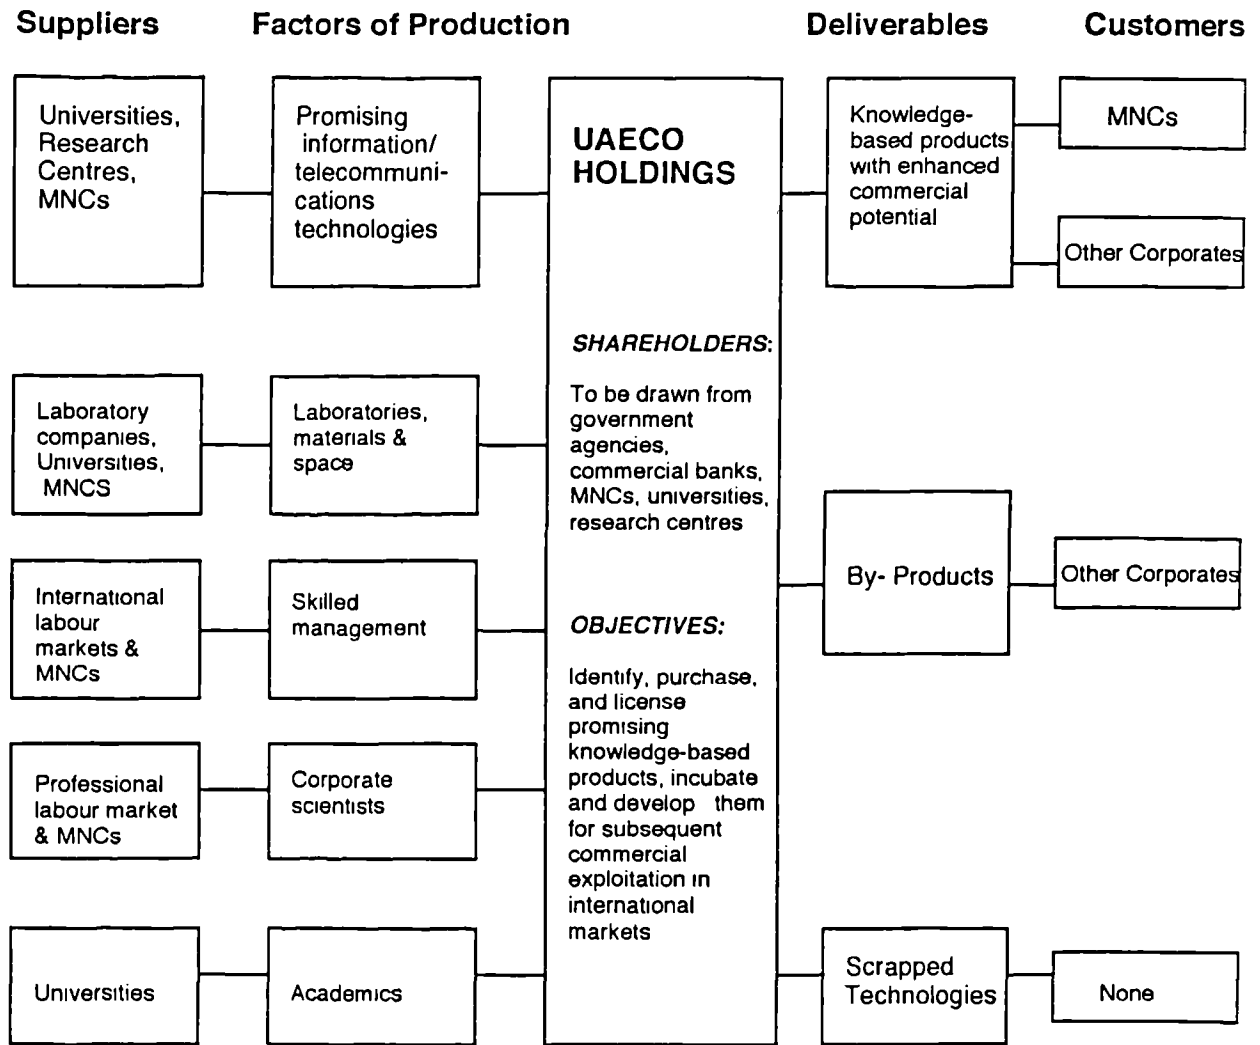 Suppliers
Factors of Production
Deliverables
Customers
Universities,
Research
Centres,
MNCs
Promising
information/
telecommuni-
cations
technologies
UAECO
HOLDINGS
Knowledge-
based products
with enhanced
commercial
potential
MNCs
Other Corporates
SHAREHOLDERS:
To be drawn from
government
agencies,
commercial banks,
MNCs, universities,
research centres
Laboratory
companies,
Universities,
MNCS
Laboratories,
materials &
space
By- Products
Other Corporates
International
labour
markets &
MNCs
Skilled
management
OBJECTIVES:
Identify, purchase,
and license
promising
knowledge-based
products, incubate
and develop them
for subsequent
commercial
exploitation in
international
markets
Professional
labour market
& MNCs
Corporate
scientists
Universities
Academics
Scrapped
Technologies
None